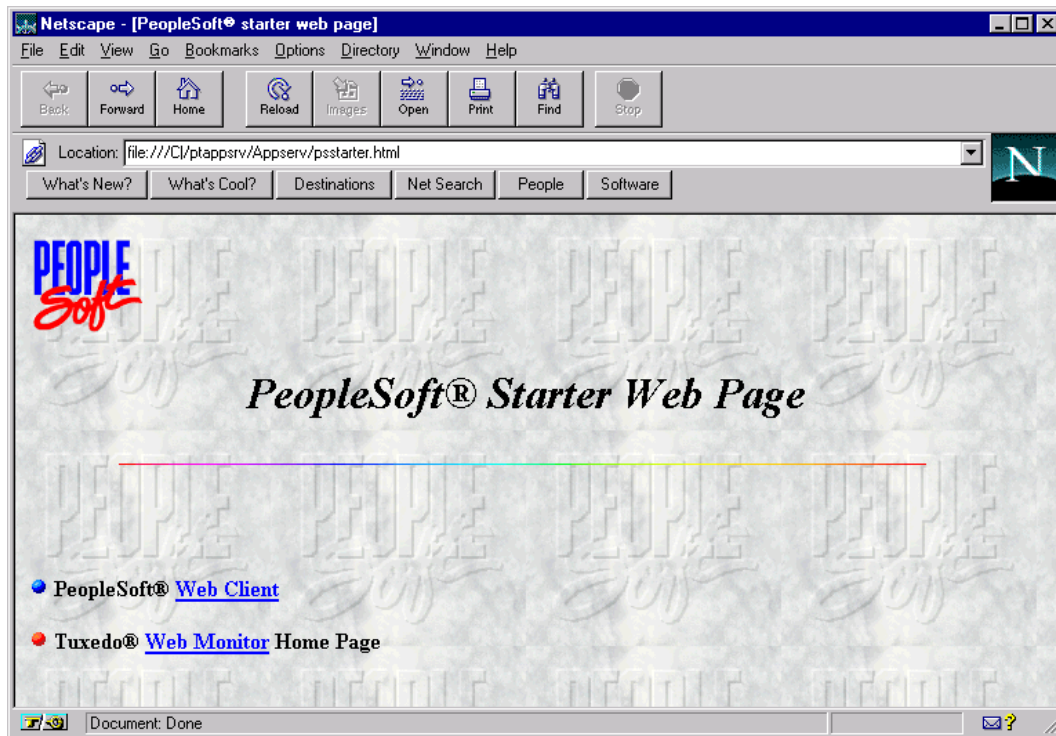 Netscape - [PeopleSoft® starter web page]
File Edit View Go Bookmarks Options Directory Window Help
Back Forward Home Reload Images Open Print Find Stop
Location: file:///C|/ptappsrv/Appserv/psstarter.html
N
What's New? What's Cool? Destinations Net Search People Software
PEOPLE
Soft
PeopleSoft® Starter Web Page
PeopleSoft® Web Client
Tuxedo® Web Monitor Home Page
Document: Done